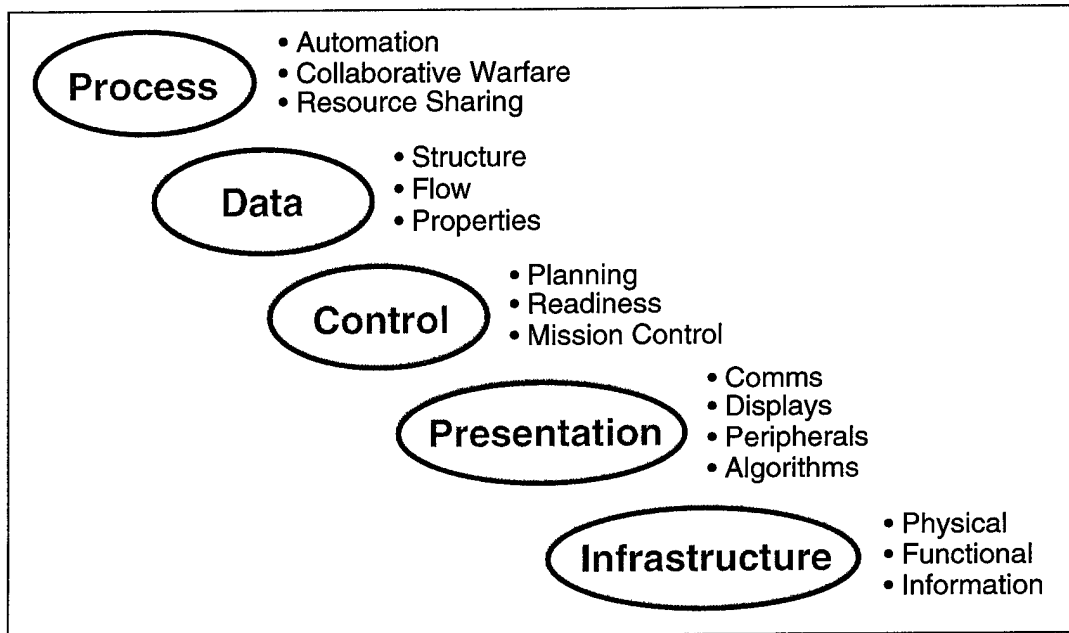 Process
• Automation
• Collaborative Warfare
• Resource Sharing
Data
• Structure
• Flow
• Properties
Control
• Planning
• Readiness
• Mission Control
Presentation
• Comms
• Displays
• Peripherals
• Algorithms
Infrastructure
• Physical
• Functional
• Information